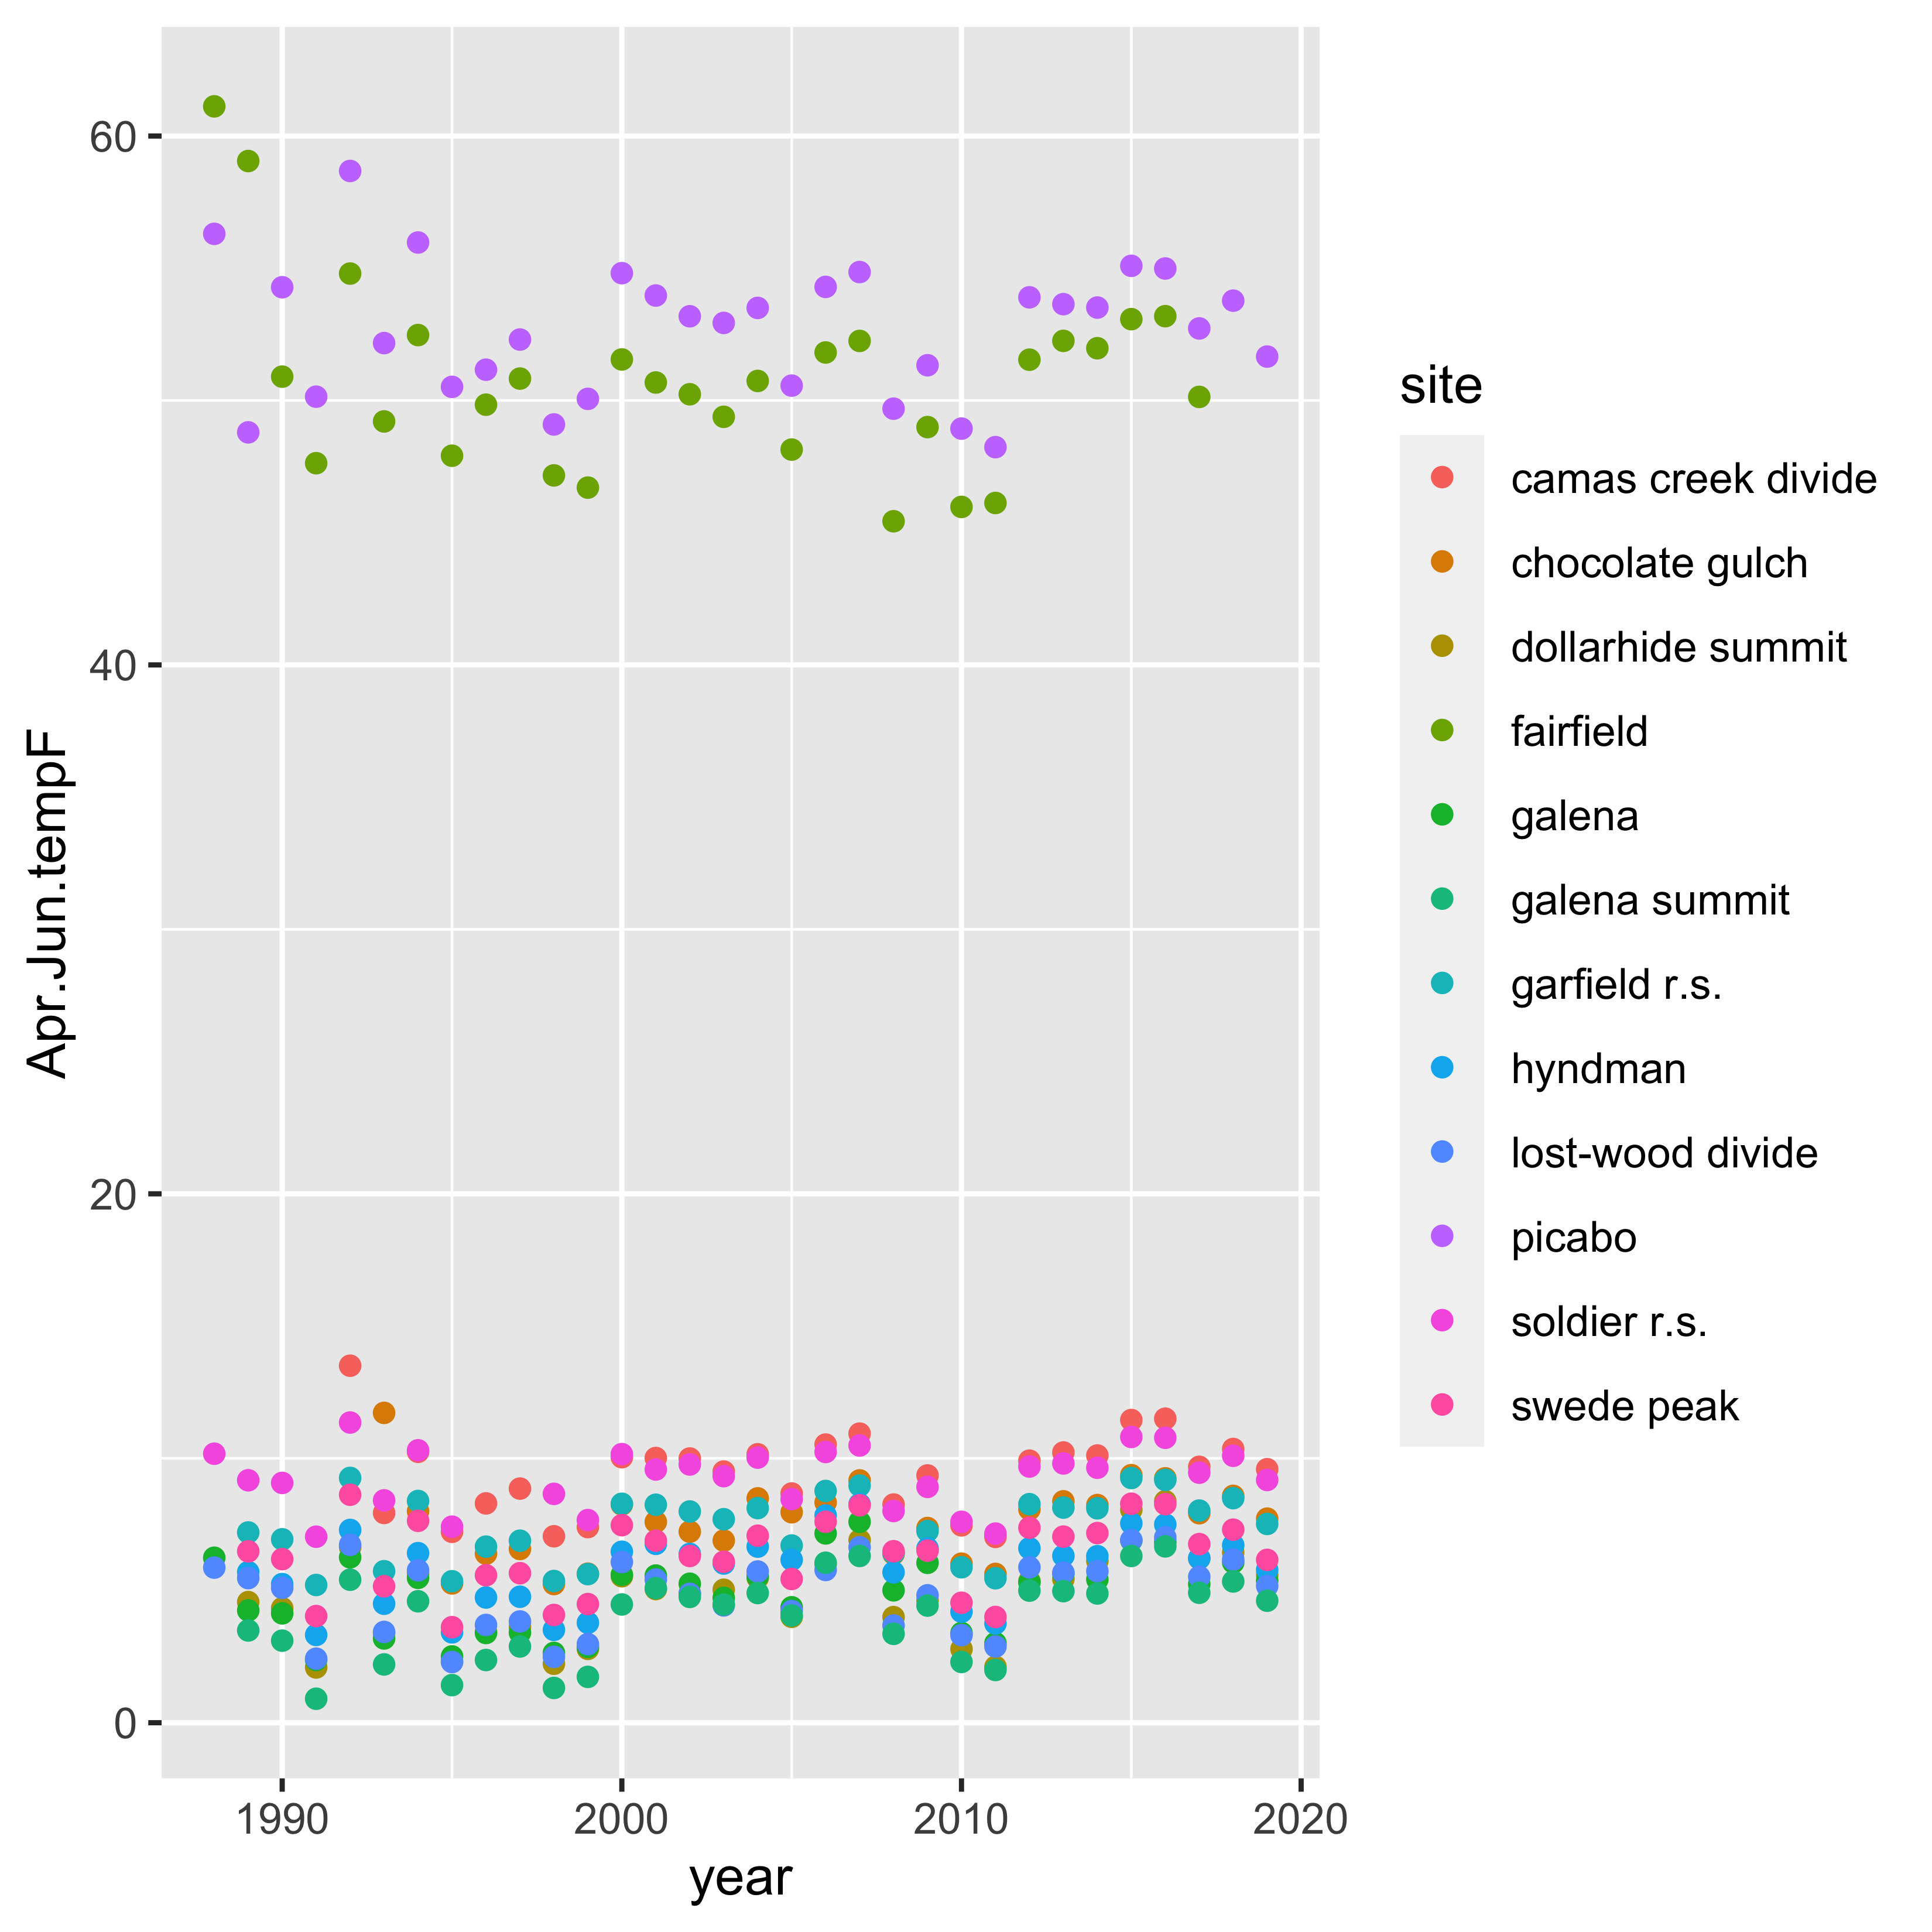 60
40
20
0
Apr.Jun.tempF
1990 2000 2010 2020
year
site
camas creek divide
chocolate gulch
dollarhide summit
fairfield
galena
galena summit
garfield r.s.
hyndman
lost-wood divide
picabo
soldier r.s.
swede peak